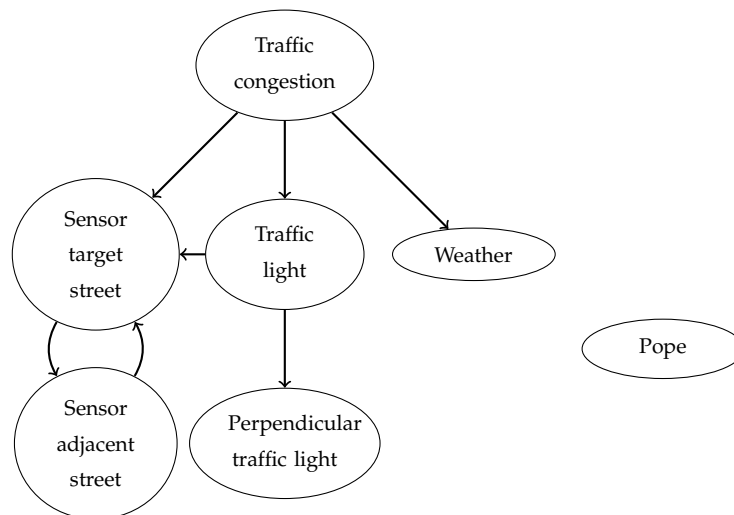 Traffic
congestion
Sensor
target
street
Traffic
light
Weather
Pope
Sensor
adjacent
street
Perpendicular
traffic light